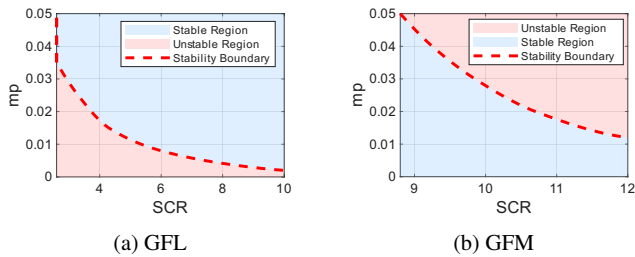 0.05
0.04
0.03
0.02
0.01
0
mp
4
6
8
10
SCR
Stable Region
Unstable Region
Stability Boundary
(a) GFL
0.05
0.04
0.03
0.02
0.01
0
mp
9
10
11
12
SCR
Unstable Region
Stable Region
Stability Boundary
(b) GFM